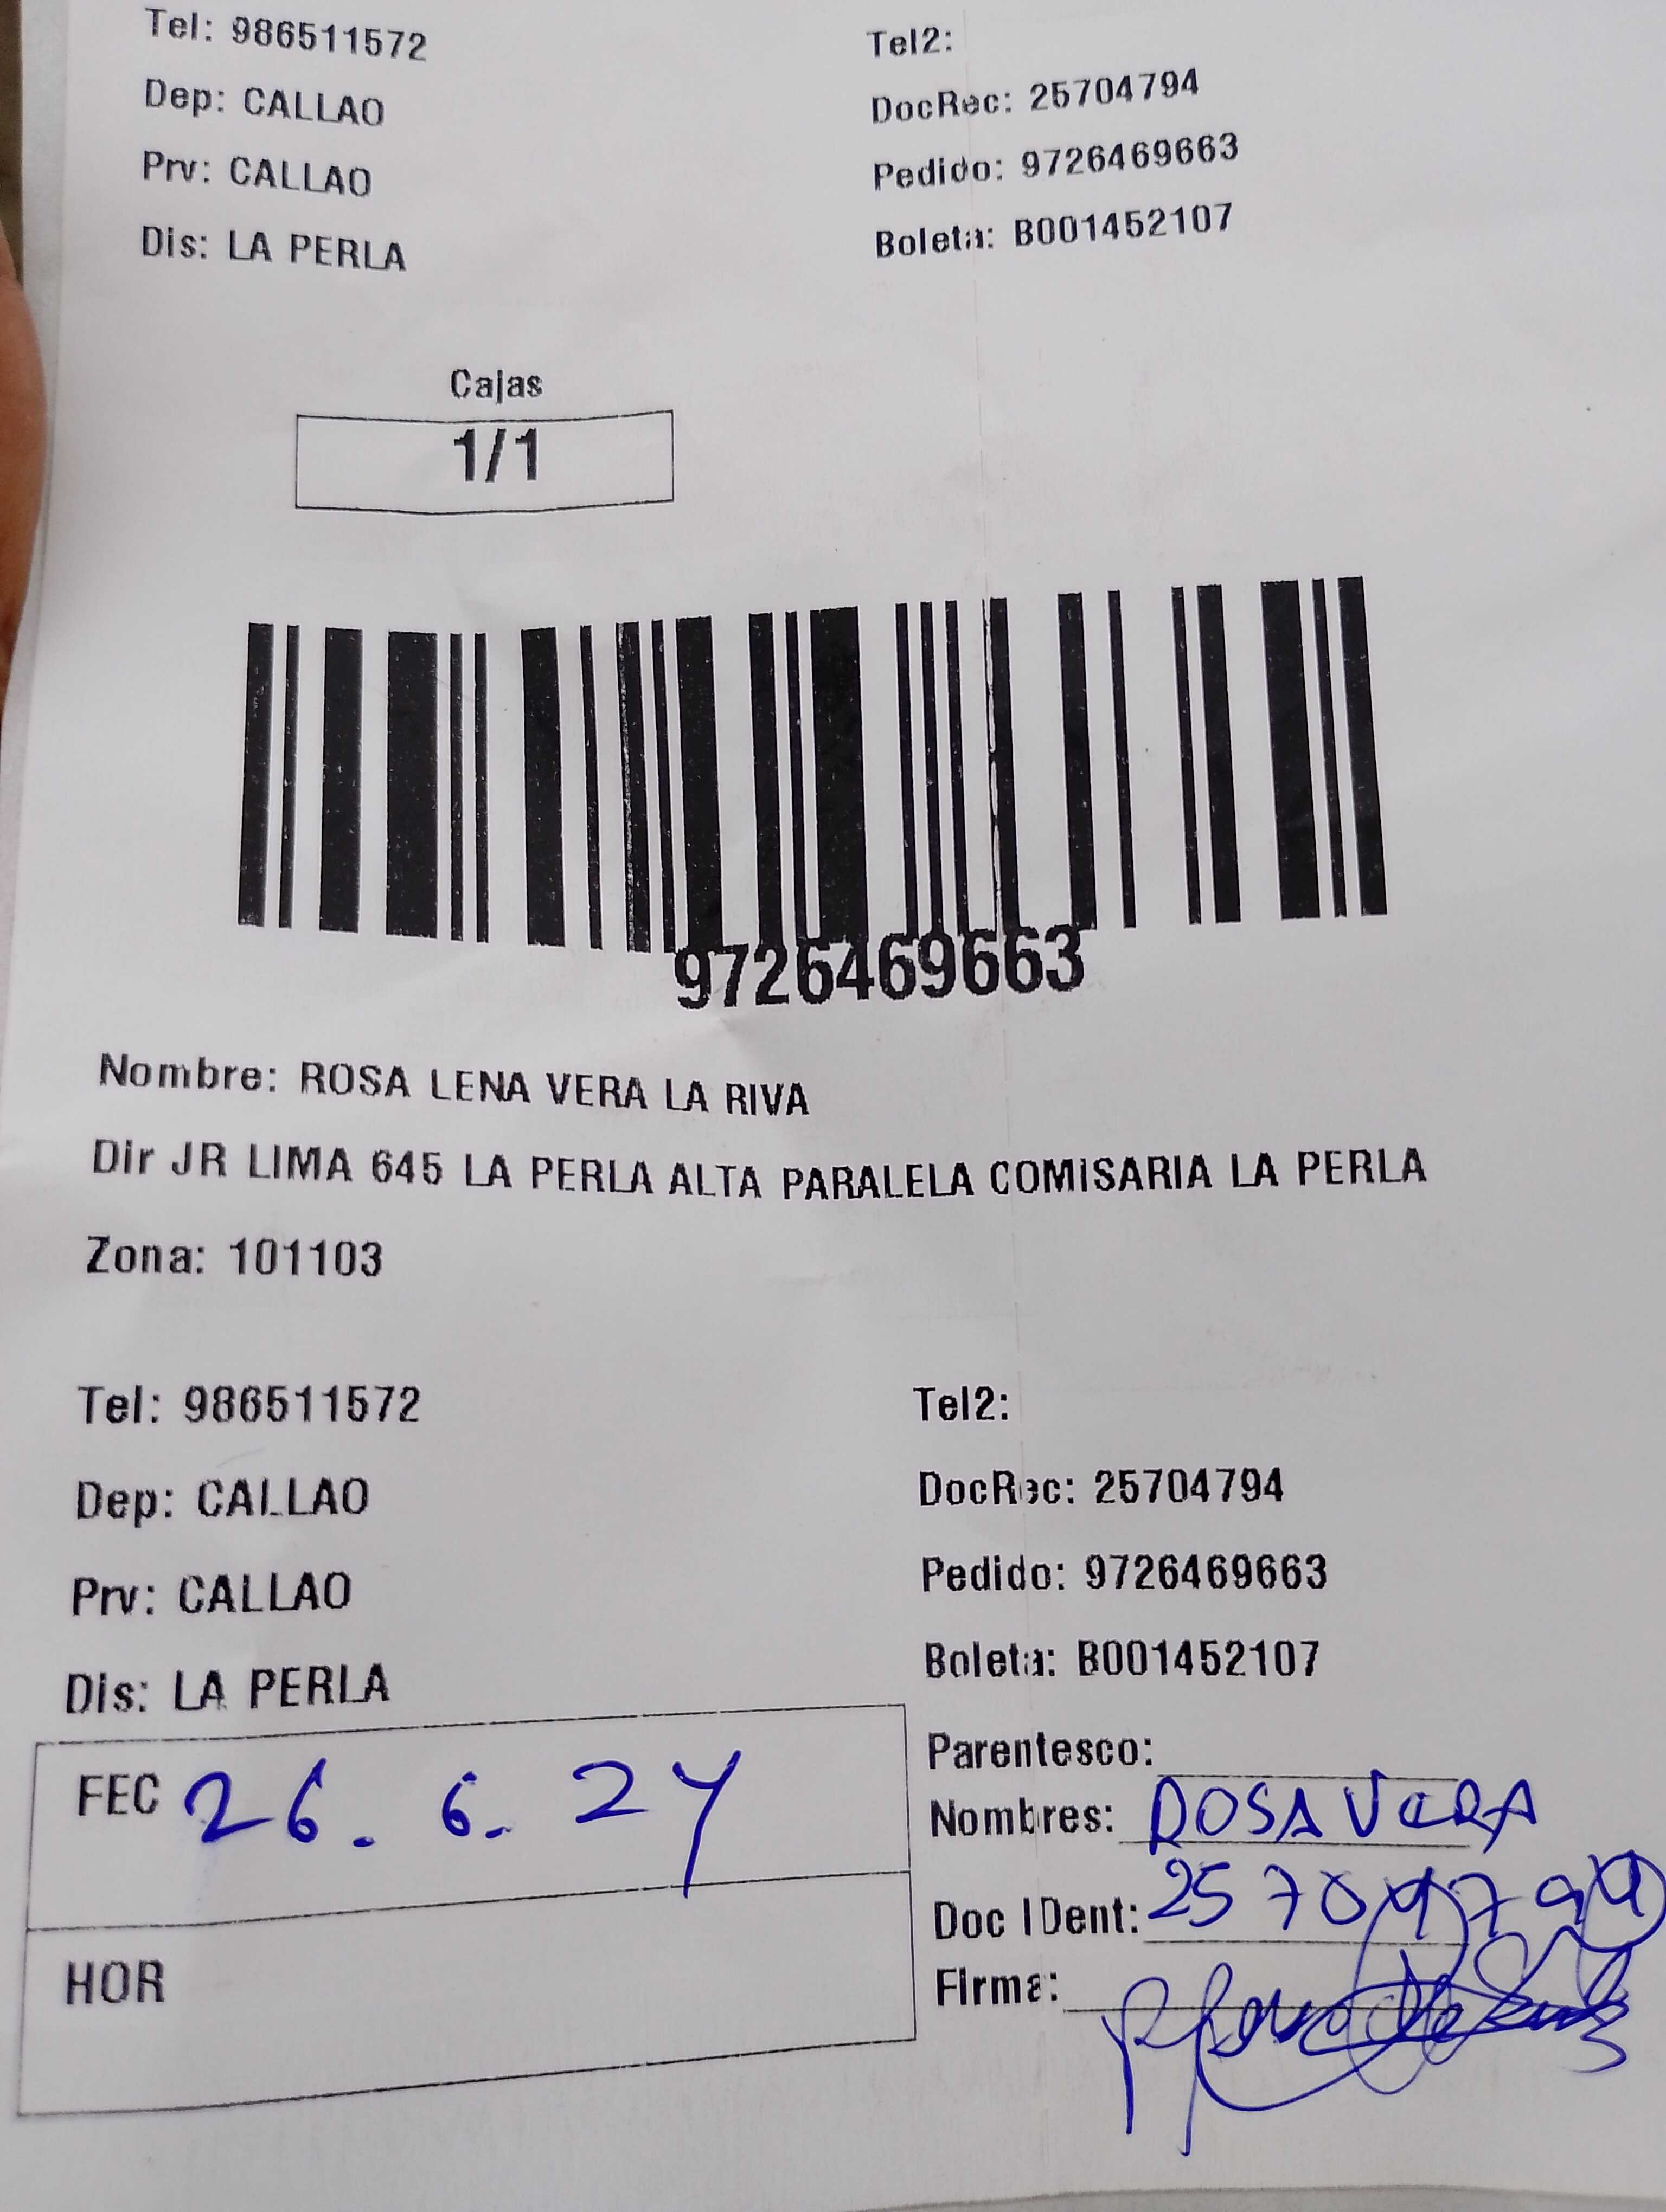 Tel: 986511572
Tel2:
Dep: CALLAO
DocRec: 25704794
Prv: CALLAO
Pedido: 9726469663
Dis: LA PERLA
Boleta: B001452107
Cajas
1/1
9726469663
Nombre: ROSA LENA VERA LA RIVA
Dir JR LIMA 645 LA PERLA ALTA PARALELA COMISARIA LA PERLA
Zona: 101103
Tel: 986511572
Tel2:
Dep: CALLAO
DocRec: 25704794
Prv: CALLAO
Pedido: 9726469663
Dis: LA PERLA
Boleta: B001452107
FEC 26. 6. 24
HOR
Parentesco:
Nombres: ROSA VERA
Doc IDent: 25704794
Firma: